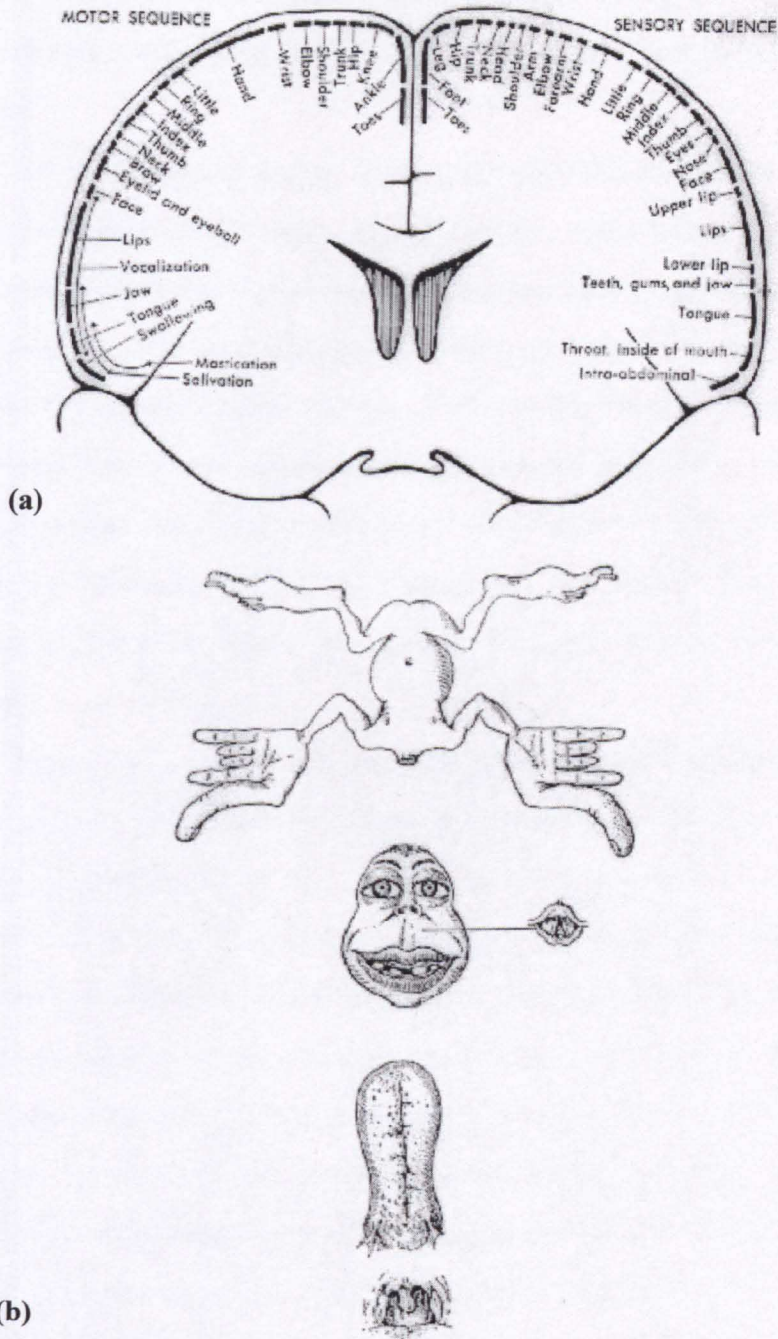 MOTOR SEQUENCE
Toes
Ankle
Knee
Hip
Trunk
Shoulder
Elbow
Wrist
Hand
Little
Ring
Middle
Index
Thumb
Neck
Brow
Eyelid and eyeball
Face
Lips
Vocalization
Jaw
Tongue
Swallowing
Mastication
Salivation
SENSORY SEQUENCE
Toes
Foot
Leg
Hip
Trunk
Neck
Head
Shoulder
Arm
Elbow
Forearm
Wrist
Hand
Little
Ring
Middle
Index
Thumb
Eyes
Nose
Face
Upper lip
Lips
Lower lip
Teeth, gums, and jaw
Tongue
Throat, inside of mouth
Intra-abdominal
(a)
(b)